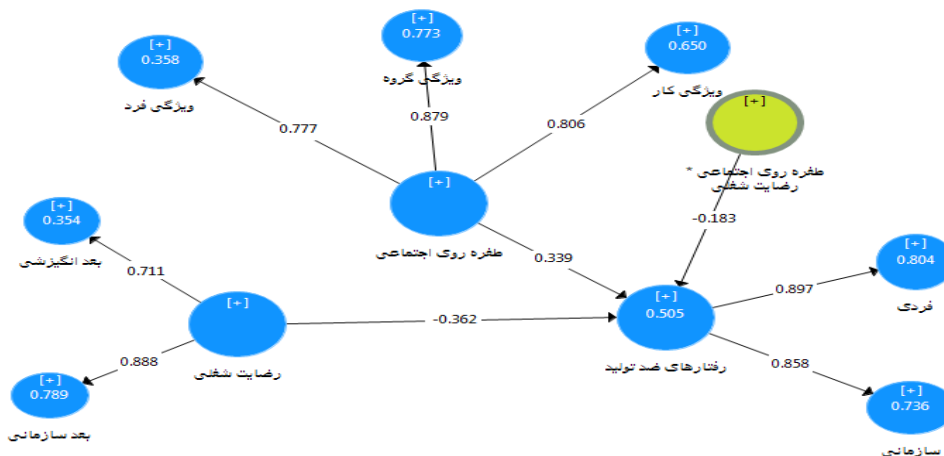 [+]
0.358
ویژگی فرد
[+]
0.773
ویژگی گروه
[+]
0.650
ویژگی کار
[+]
طفره روی اجتماعی *
رضایت شغلی
0.777
0.879
0.806
-0.183
[+]
طفره روی اجتماعی
0.339
[+]
0.354
بعد انگیزشی
0.711
[+]
رضایت شغلی
-0.362
0.888
[+]
0.789
بعد سازمانی
[+]
0.505
رفتارهای ضد تولید
0.897
[+]
0.804
فردی
0.858
[+]
0.736
سازمانی